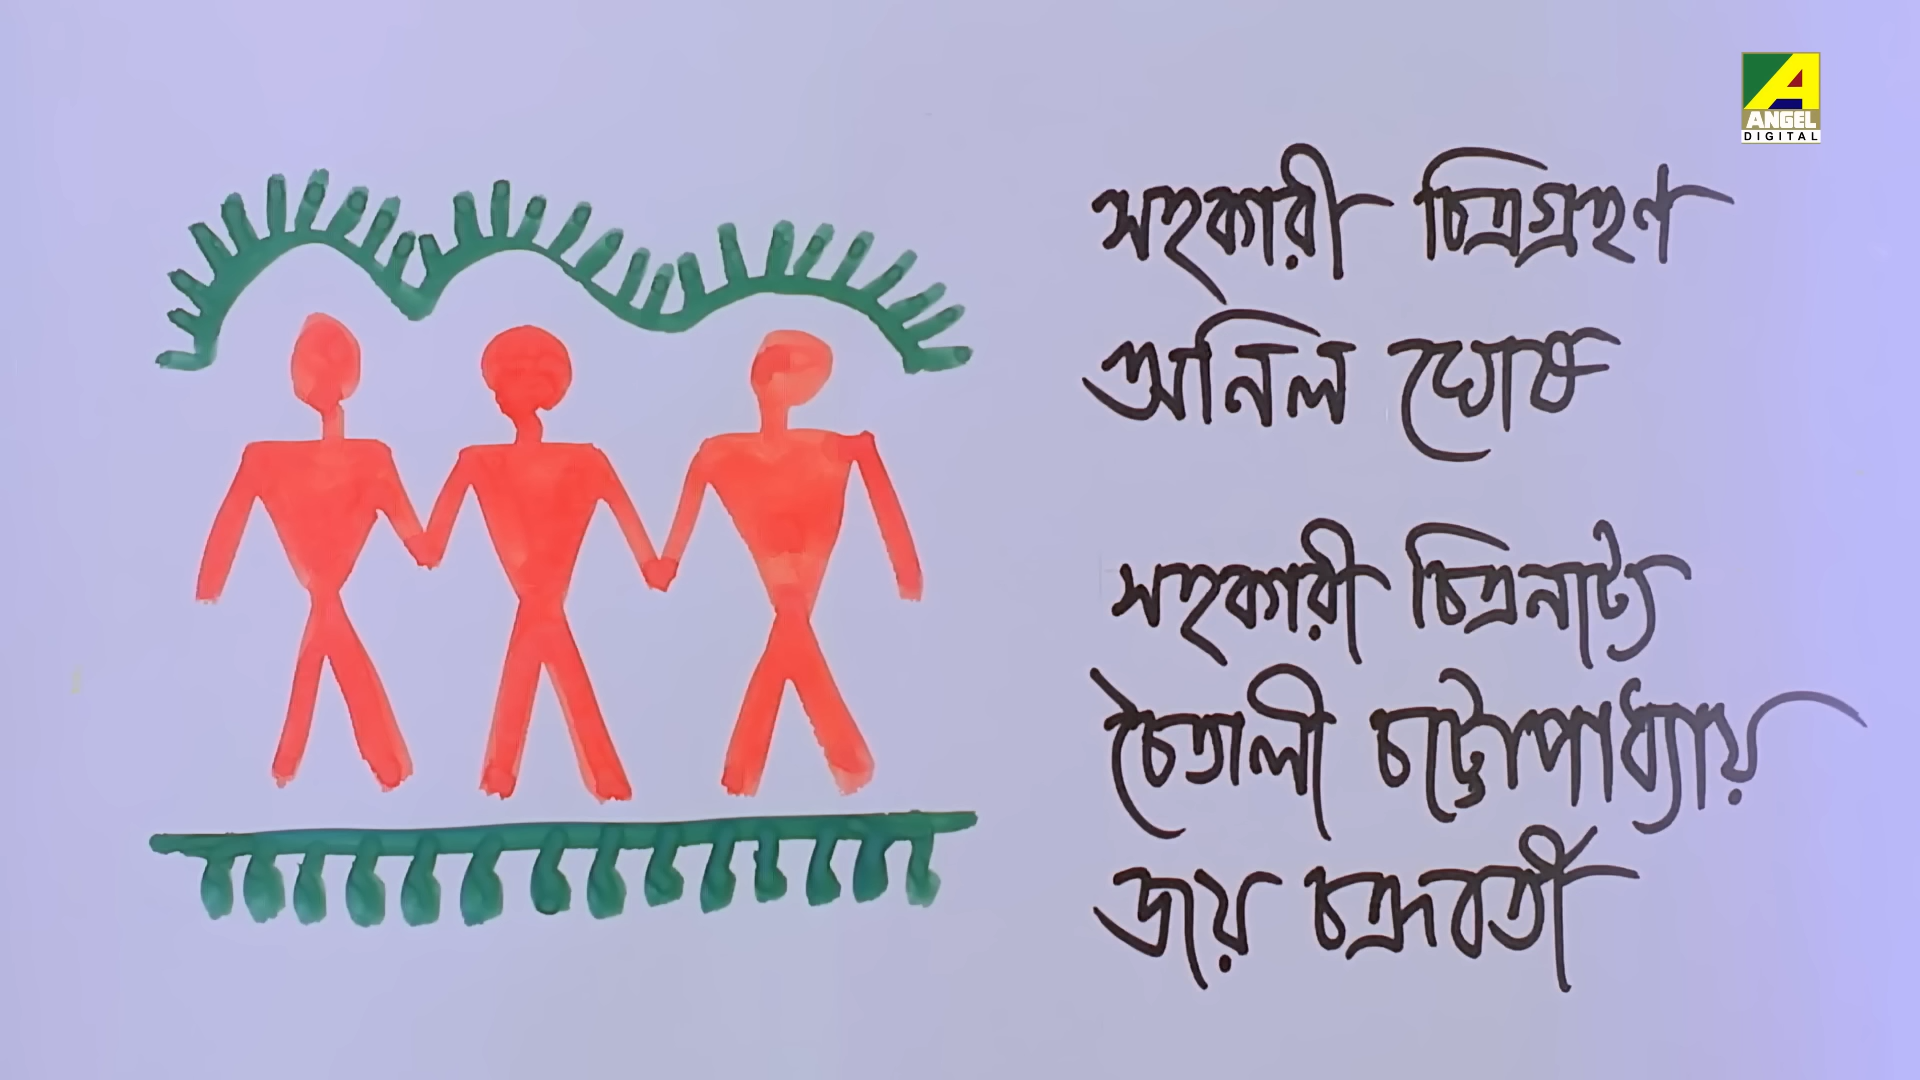 ANGEL
DIGITAL
সহকারী চিত্রগ্রহণ
অনিল ঘোষ
সহকারী চিত্রনাট্য
চৈতালী চট্টোপাধ্যায়
জয় চক্রবর্তী